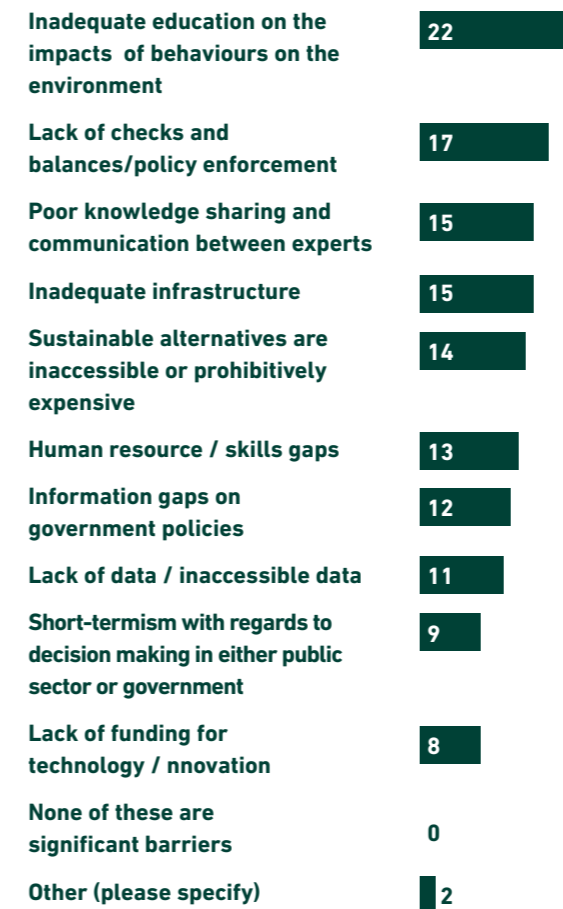 Inadequate education on the
impacts of behaviours on the
environment
22
Lack of checks and
balances/policy enforcement
17
Poor knowledge sharing and
communication between experts
15
Inadequate infrastructure
15
Sustainable alternatives are
inaccessible or prohibitively
expensive
14
Human resource / skills gaps
13
Information gaps on
government policies
12
Lack of data / inaccessible data
11
Short-termism with regards to
decision making in either public
sector or government
9
Lack of funding for
technology / nnovation
8
None of these are
significant barriers
0
Other (please specify)
2